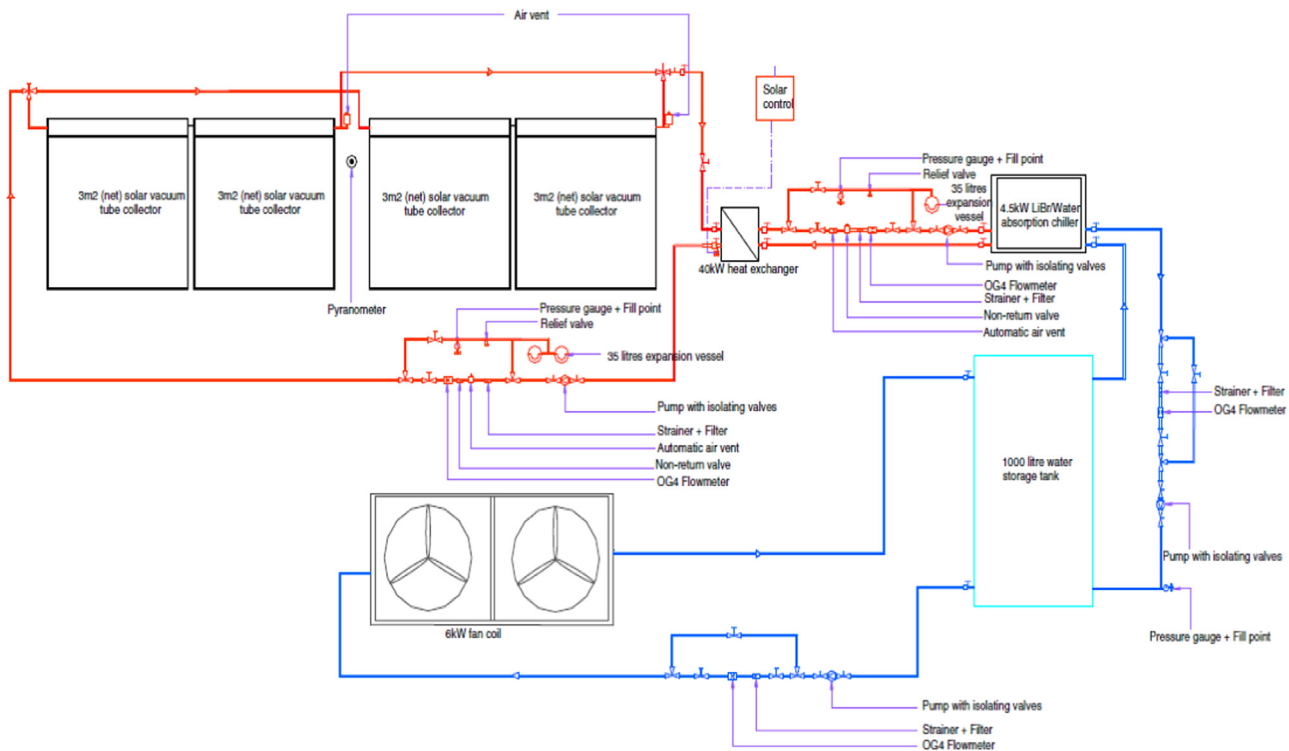 Air vent
Solar
control
3m2 (net) solar vacuum
tube collector
3m2 (net) solar vacuum
tube collector
3m2 (net) solar vacuum
tube collector
3m2 (net) solar vacuum
tube collector
Pyranometer
Pressure gauge + Fill point
Relief valve
35 litres
expansion
vessel
4.5kW LiBr/Water
absorption chiller
40kW heat exchanger
Pump with isolating valves
OG4 Flowmeter
Strainer + Filter
Non-return valve
Automatic air vent
Pressure gauge + Fill point
Relief valve
35 litres expansion vessel
Pump with isolating valves
Strainer + Filter
Automatic air vent
Non-return valve
OG4 Flowmeter
Strainer + Filter
OG4 Flowmeter
1000 litre water
storage tank
Pump with isolating valves
Pressure gauge + Fill point
6kW fan coil
Pump with isolating valves
Strainer + Filter
OG4 Flowmeter